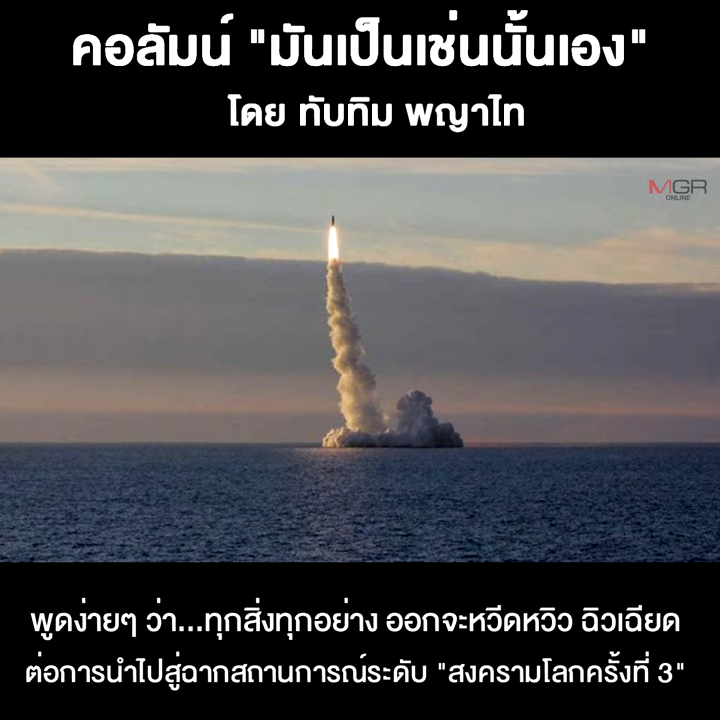 คอลัมน์ "มันเป็นเช่นนั้นเอง"
โดย ทับทิม พญาไท
MGR
ONLINE
พูดง่ายๆ ว่า...ทุกสิ่งทุกอย่าง ออกจะหวีดหวิว ฉิวเฉียด
ต่อการนำไปสู่ฉากสถานการณ์ระดับ "สงครามโลกครั้งที่ 3"